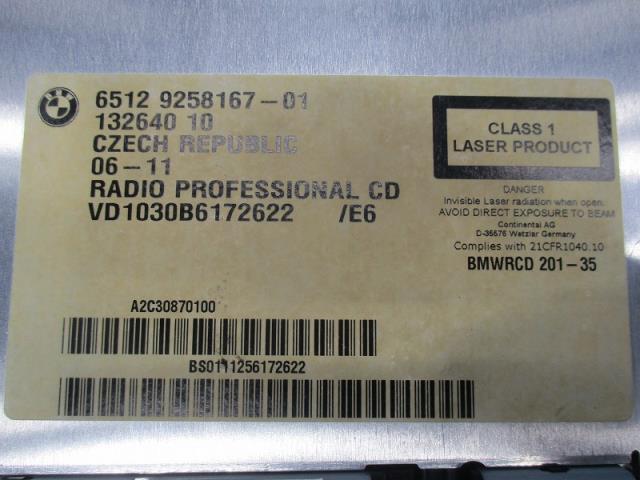 BMW
6512 9258167-01
132640 10
CZECH REPUBLIC
06-11
RADIO PROFESSIONAL CD
VD1030B6172622 /E6
CLASS 1
LASER PRODUCT
DANGER
Invisible Laser radiation when open.
AVOID DIRECT EXPOSURE TO BEAM
Continental AG
D-35576 Wetzlar Germany
Complies with 21CFR1040.10
BMWRCD 201-35
A2C30870100
BS0111256172622